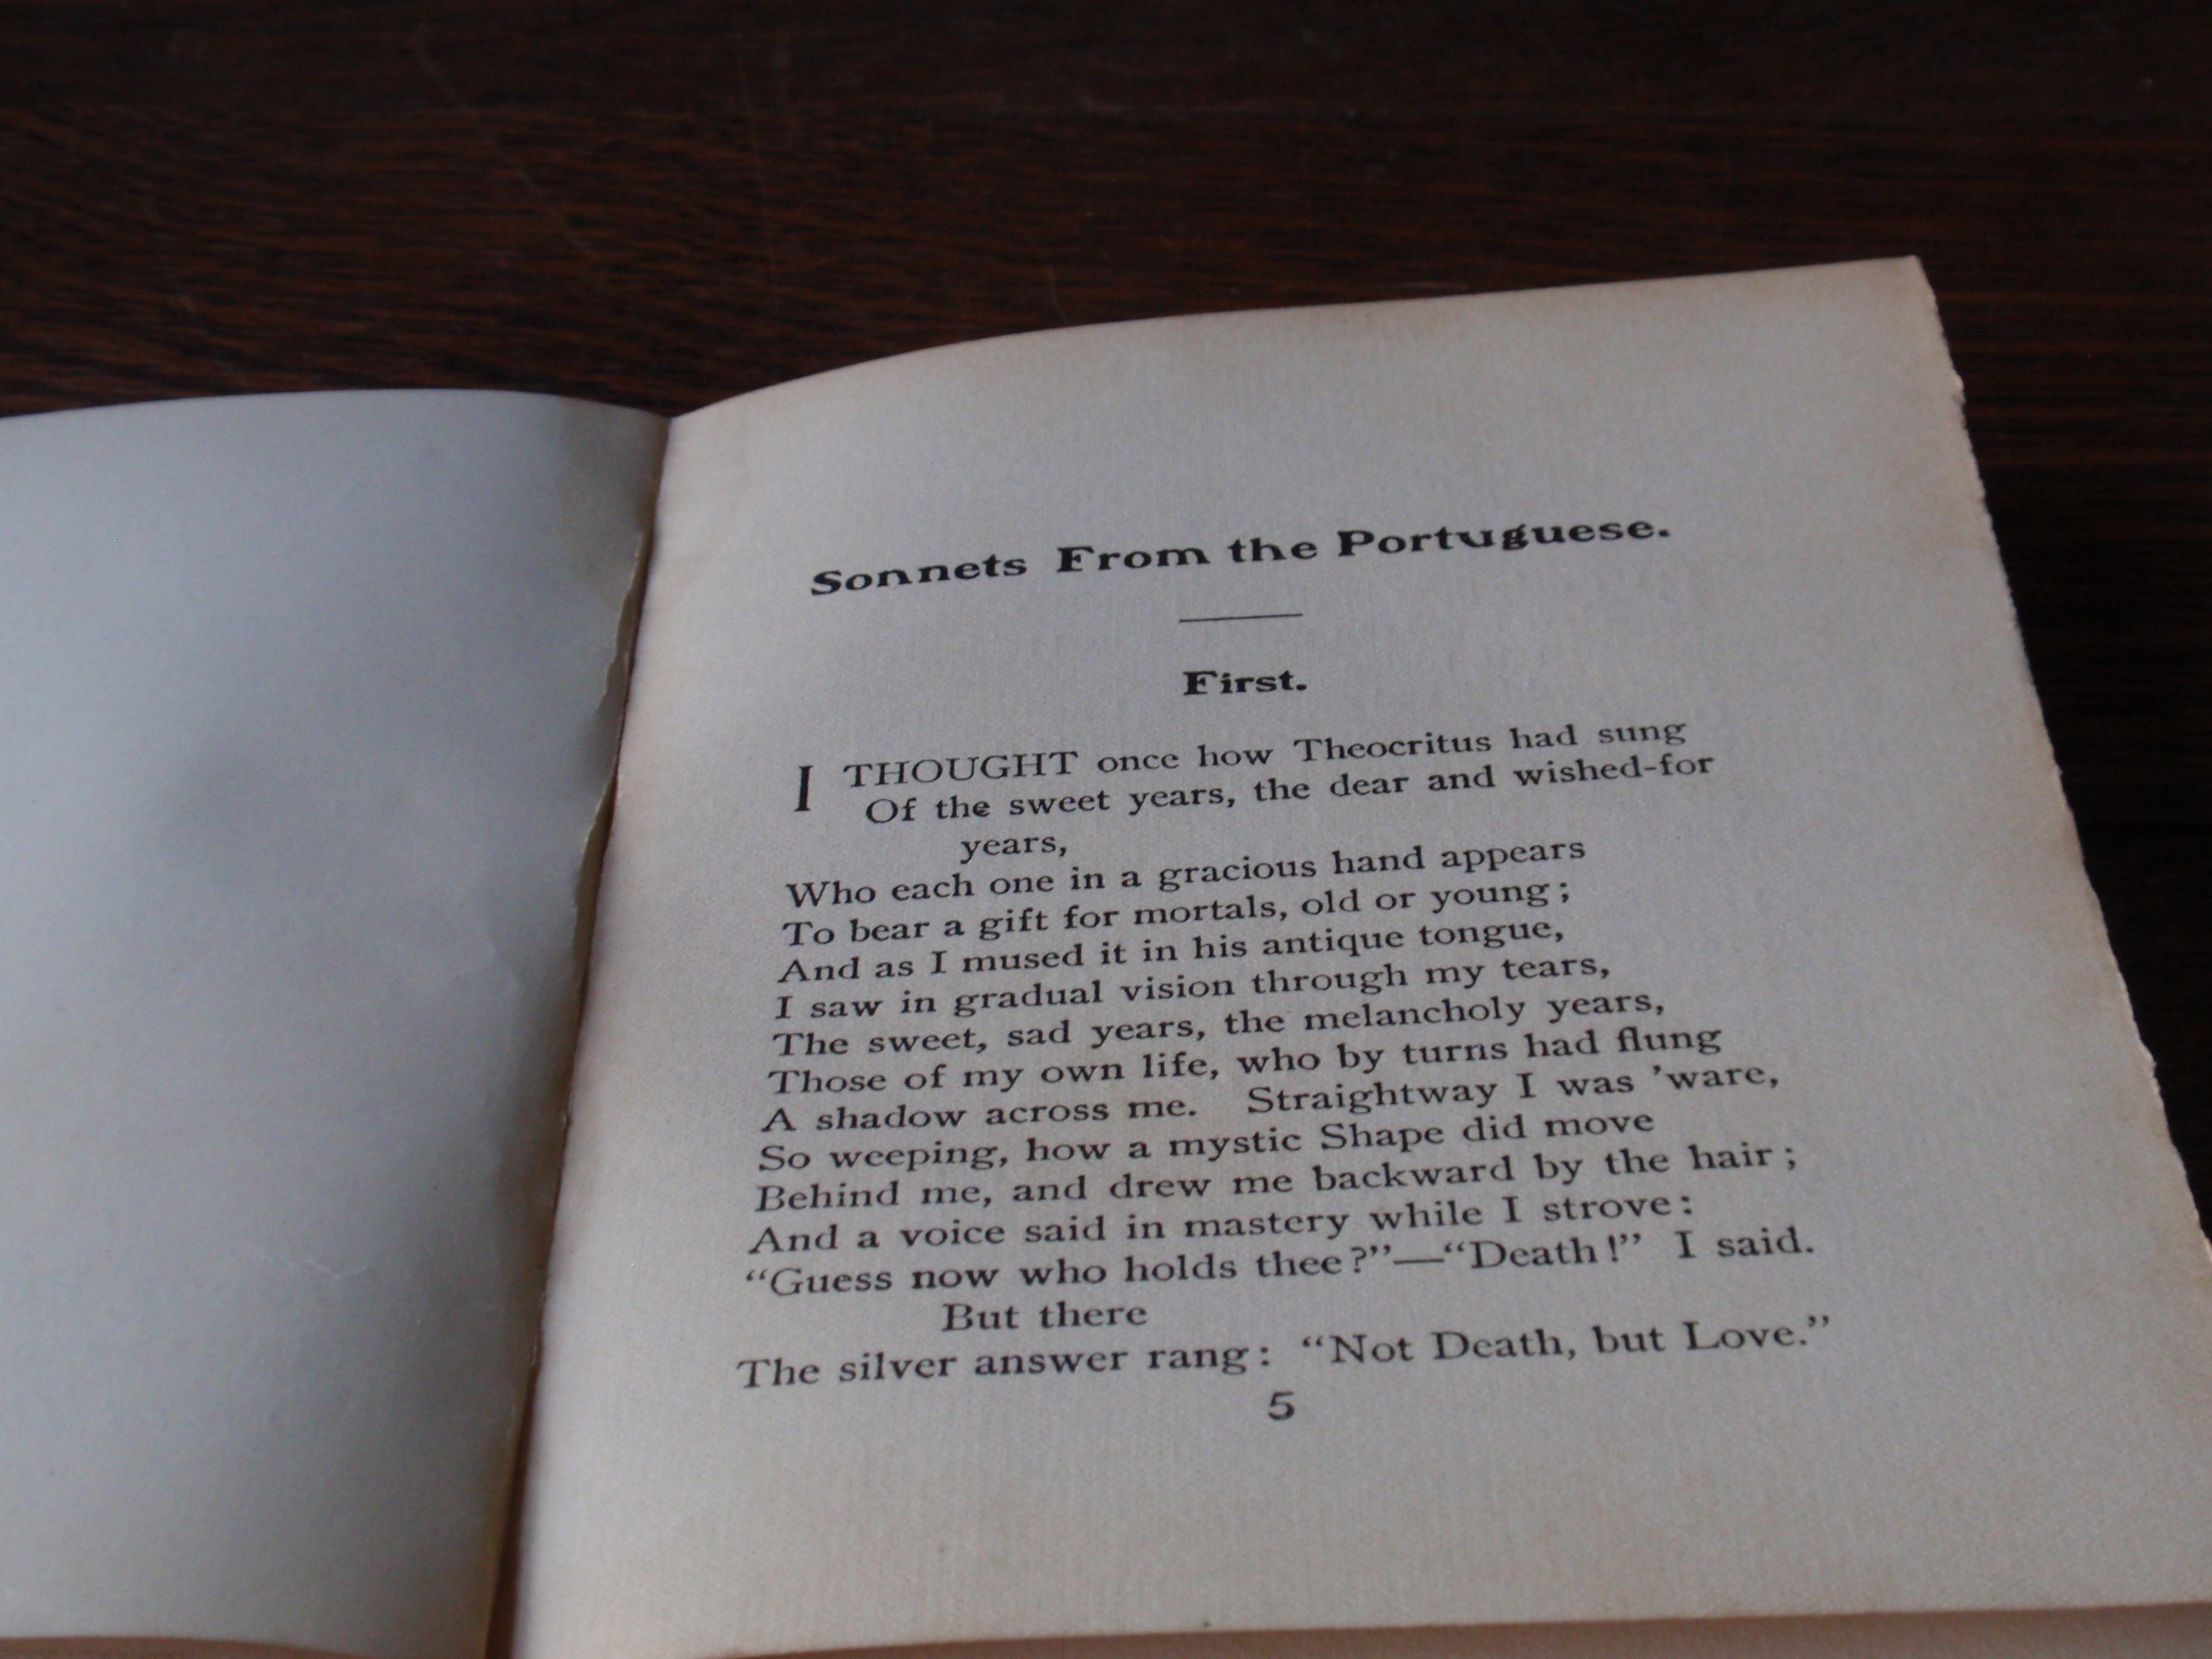 Sonnets From the Portuguese.
First.
I THOUGHT once how Theocritus had sung
Of the sweet years, the dear and wished-for
years,
Who each one in a gracious hand appears
To bear a gift for mortals, old or young;
And as I mused it in his antique tongue,
I saw in gradual vision through my tears,
The sweet, sad years, the melancholy years,
Those of my own life, who by turns had flung
A shadow across me. Straightway I was 'ware,
So weeping, how a mystic Shape did move
Behind me, and drew me backward by the hair;
And a voice said in mastery while I strove:
“Guess now who holds thee?”—“Death!” I said.
But there
The silver answer rang: “Not Death, but Love.”
5